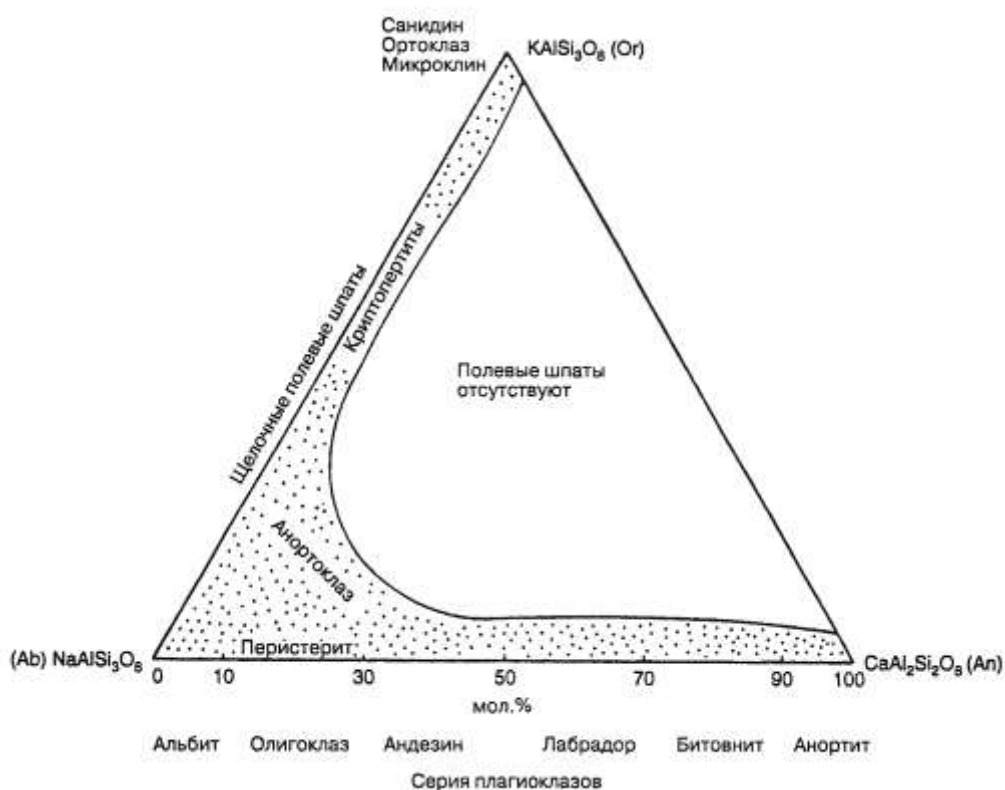 Санидин
Ортоклаз
Микроклин
KAlSi₃O₈ (Or)
Щелочные полевые шпаты
Криптопертиты
Полевые шпаты
отсутствуют
Анортоклаз
Перистерит
(Ab) NaAlSi₃O₈
CaAl₂Si₂O₈ (An)
0 10 30 50 70 90 100
мол.%
Альбит Олигоклаз Андезин Лабрадор Битовнит Анортит
Серия плагиоклазов